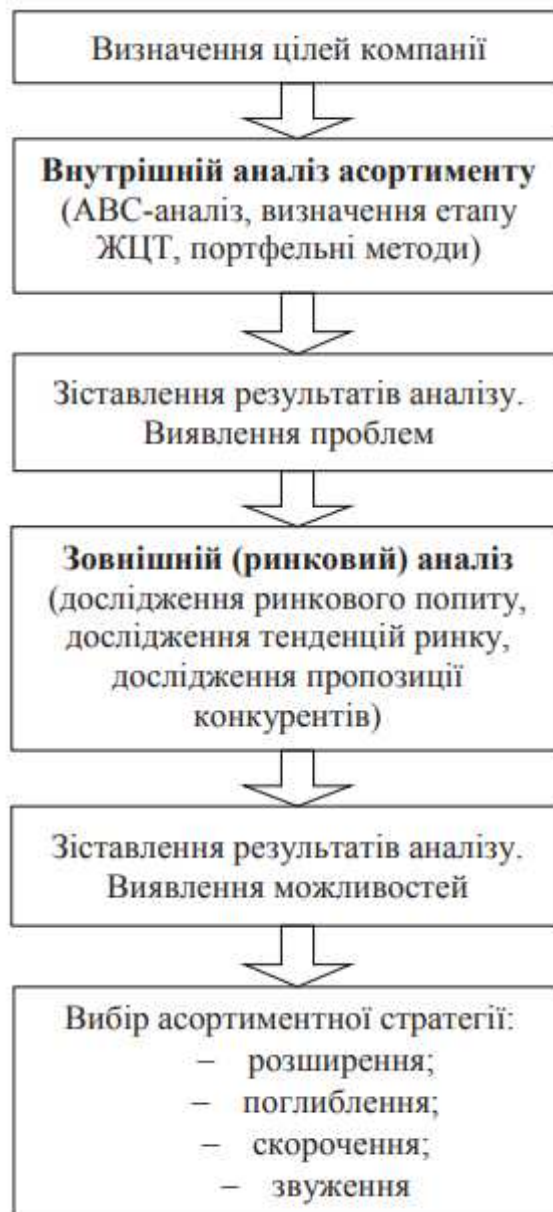 Визначення цілей компанії
Внутрішній аналіз асортименту
(АВС-аналіз, визначення етапу
ЖЦТ, портфельні методи)
Зіставлення результатів аналізу.
Виявлення проблем
Зовнішній (ринковий) аналіз
(дослідження ринкового попиту,
дослідження тенденцій ринку,
дослідження пропозиції
конкурентів)
Зіставлення результатів аналізу.
Виявлення можливостей
Вибір асортиментної стратегії:
– розширення;
– поглиблення;
– скорочення;
– звуження